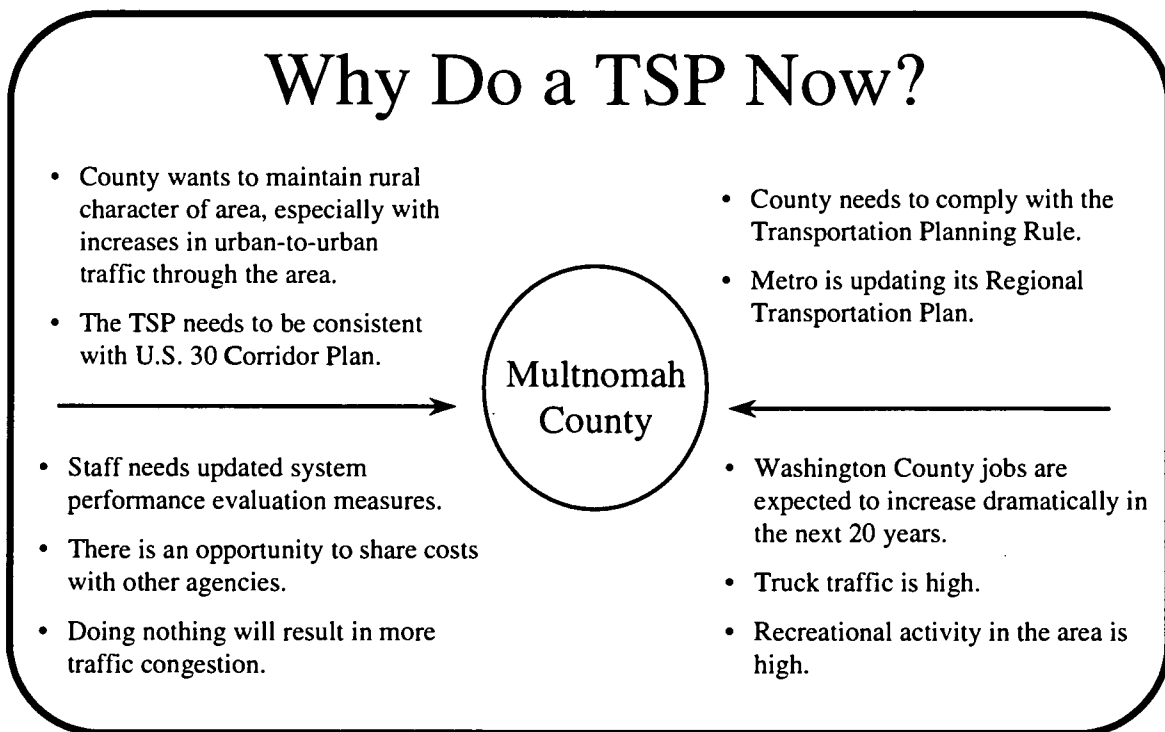 Why Do a TSP Now?
• County wants to maintain rural
character of area, especially with
increases in urban-to-urban
traffic through the area.
• The TSP needs to be consistent
with U.S. 30 Corridor Plan.
• County needs to comply with the
Transportation Planning Rule.
• Metro is updating its Regional
Transportation Plan.
Multnomah
County
• Staff needs updated system
performance evaluation measures.
• There is an opportunity to share costs
with other agencies.
• Doing nothing will result in more
traffic congestion.
• Washington County jobs are
expected to increase dramatically in
the next 20 years.
• Truck traffic is high.
• Recreational activity in the area is
high.